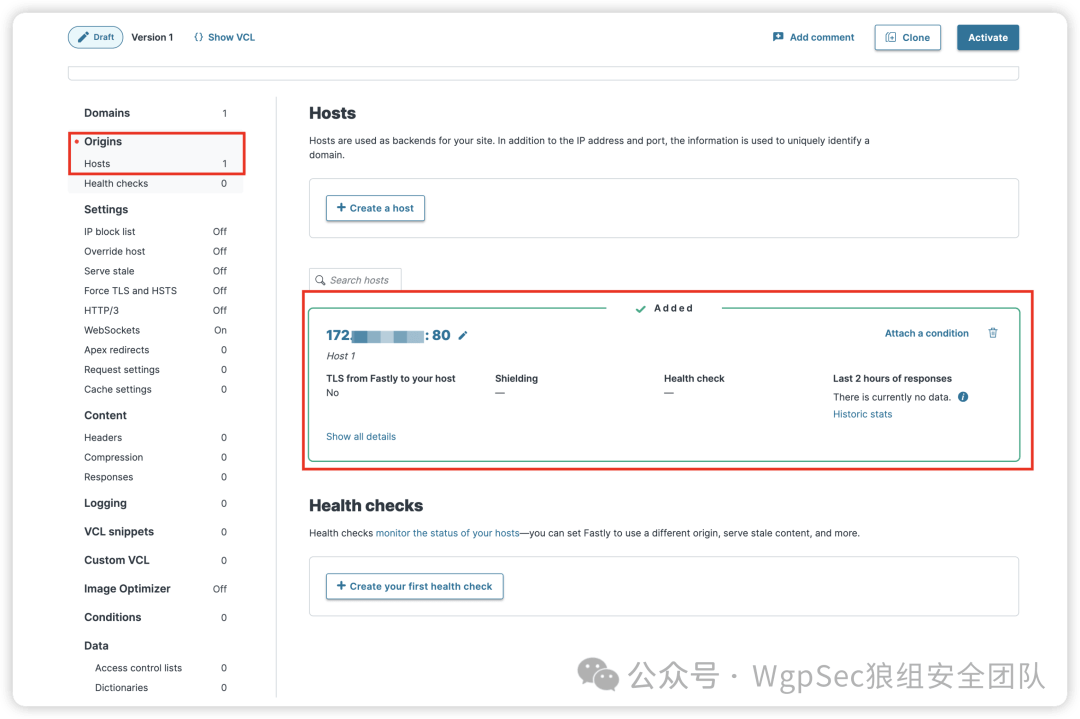 Draft Version 1 {} Show VCL Add comment Clone Activate
Domains 1
Origins
Hosts 1
Health checks 0
Settings
IP block list Off
Override host Off
Serve stale Off
Force TLS and HSTS Off
HTTP/3 Off
WebSockets On
Apex redirects 0
Request settings 0
Cache settings 0
Content
Headers 0
Compression 0
Responses 0
Logging 0
VCL snippets 0
Custom VCL 0
Image Optimizer Off
Conditions 0
Data
Access control lists 0
Dictionaries 0
Hosts
Hosts are used as backends for your site. In addition to the IP address and port, the information is used to uniquely identify a
domain.
+ Create a host
Search hosts
Added
172. : 80 Attach a condition
Host 1
TLS from Fastly to your host Shielding Health check Last 2 hours of responses
No — — There is currently no data.
Historic stats
Show all details
Health checks
Health checks monitor the status of your hosts—you can set Fastly to use a different origin, serve stale content, and more.
+ Create your first health check
公众号 · WgpSec狼组安全团队